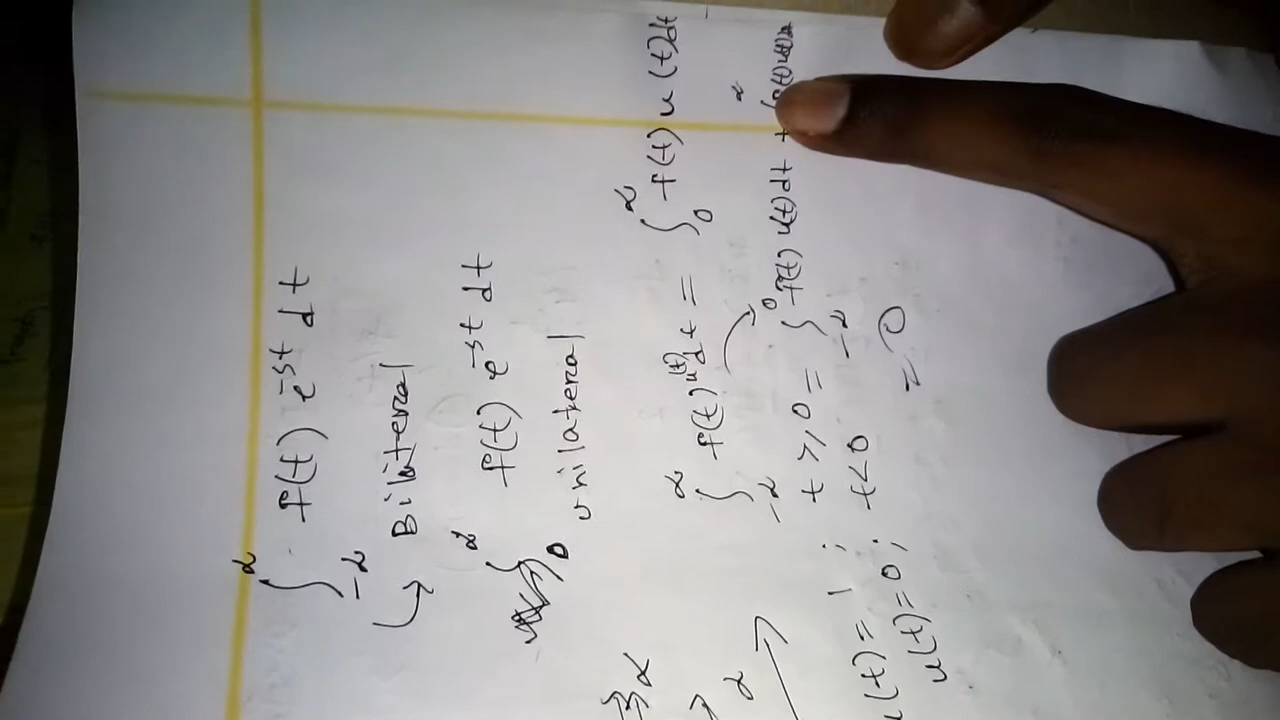 ∫_{-∞}^{∞} f(t) e^{-st} dt
↳ Bilateral
∫_{0}^{∞} f(t) e^{-st} dt
unilateral
∫_{-∞}^{∞} f(t) u(t) dt = ∫_{0}^{∞} f(t) u(t) dt
= ∫_{-∞}^{0} f(t) u(t) dt +
u(t) = 1 ; t ≥ 0
u(t) = 0 ; t < 0
= 0